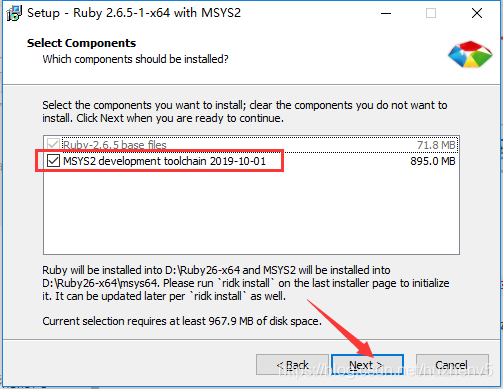 Setup - Ruby 2.6.5-1-x64 with MSYS2
Select Components
Which components should be installed?
Select the components you want to install; clear the components you do not want to
install. Click Next when you are ready to continue.
Ruby-2.6.5 base files 71.8 MB
MSYS2 development toolchain 2019-10-01 895.0 MB
Ruby will be installed into D:\Ruby26-x64 and MSYS2 will be installed into
D:\Ruby26-x64\msys64. Please run `ridk install` on the last installer page to initialize
it. It can be updated later per `ridk install` as well.
Current selection requires at least 967.9 MB of disk space.
< Back Next > Cancel